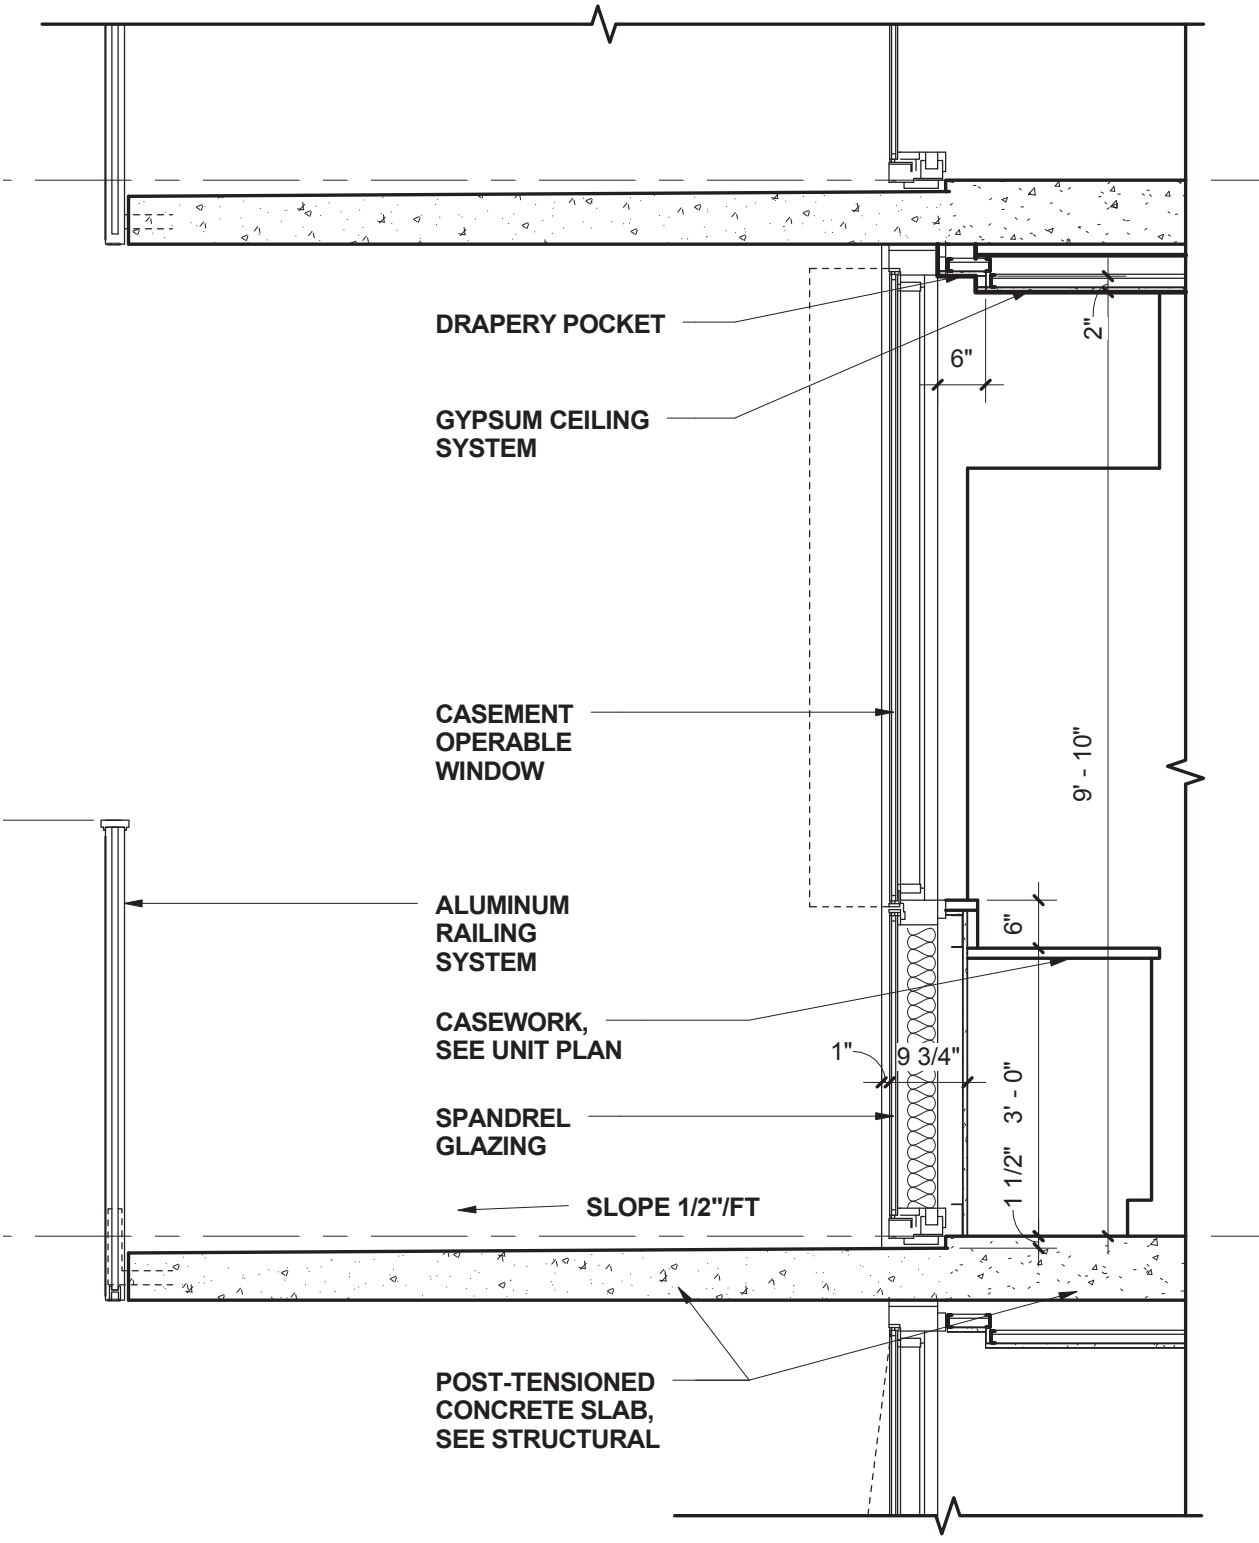 DRAPERY POCKET
2"
6"
GYPSUM CEILING
SYSTEM
CASEMENT
OPERABLE
WINDOW
9' - 10"
ALUMINUM
RAILING
SYSTEM
6"
CASEWORK,
SEE UNIT PLAN
1"
9 3/4"
3' - 0"
SPANDREL
GLAZING
1 1/2"
SLOPE 1/2"/FT
POST-TENSIONED
CONCRETE SLAB,
SEE STRUCTURAL